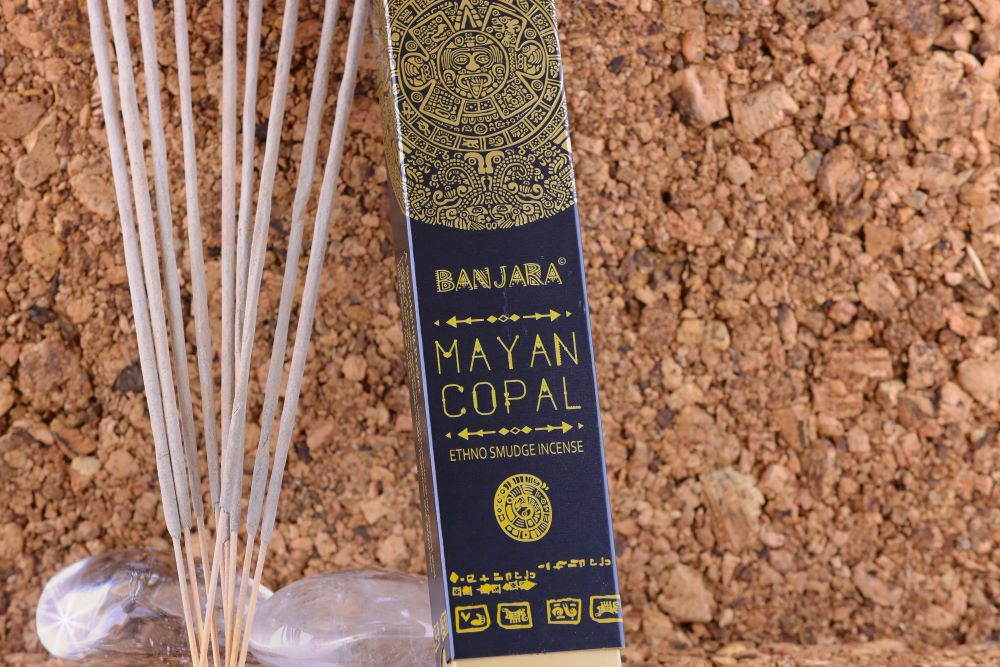 BANJARA©
MAYAN
COPAL
ETHNO SMUDGE INCENSE